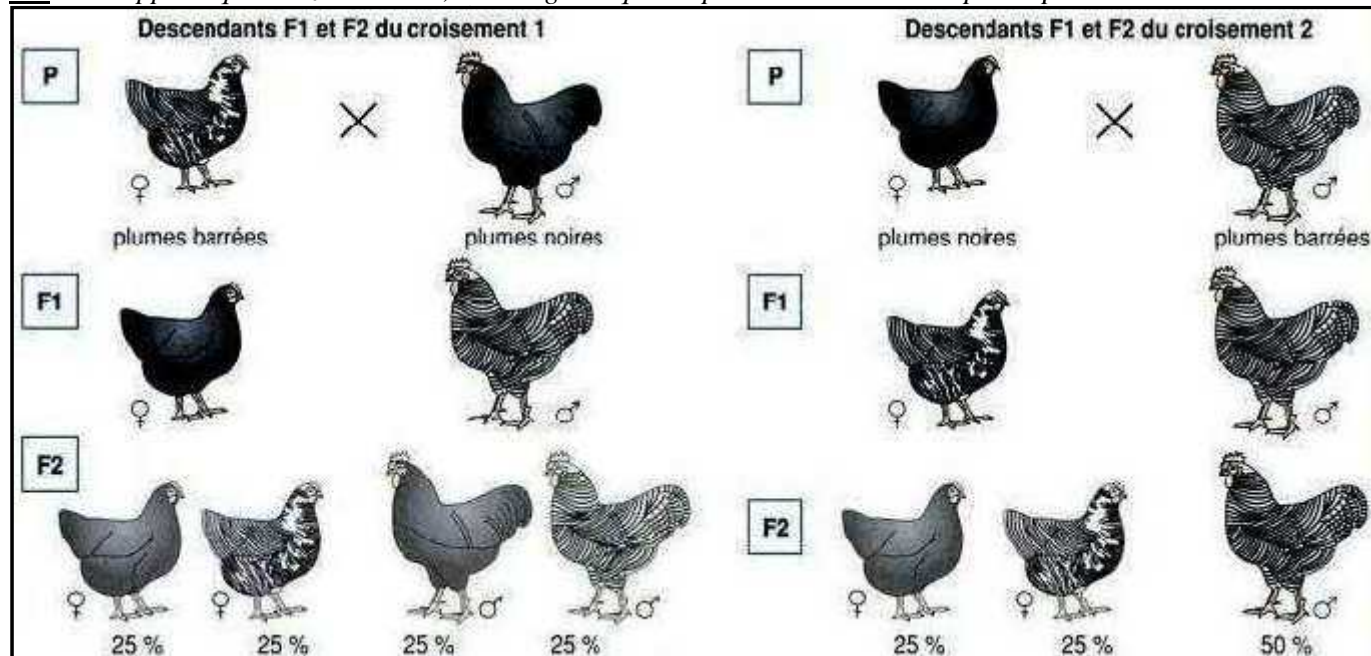 Descendants F1 et F2 du croisement 1
P
♀
×
♂
plumes barrées
plumes noires
F1
♀
♂
F2
♀
♀
♂
♂
25 %
25 %
25 %
25 %
Descendants F1 et F2 du croisement 2
P
♀
×
♂
plumes noires
plumes barrées
F1
♀
♂
F2
♀
♀
♂
25 %
25 %
50 %